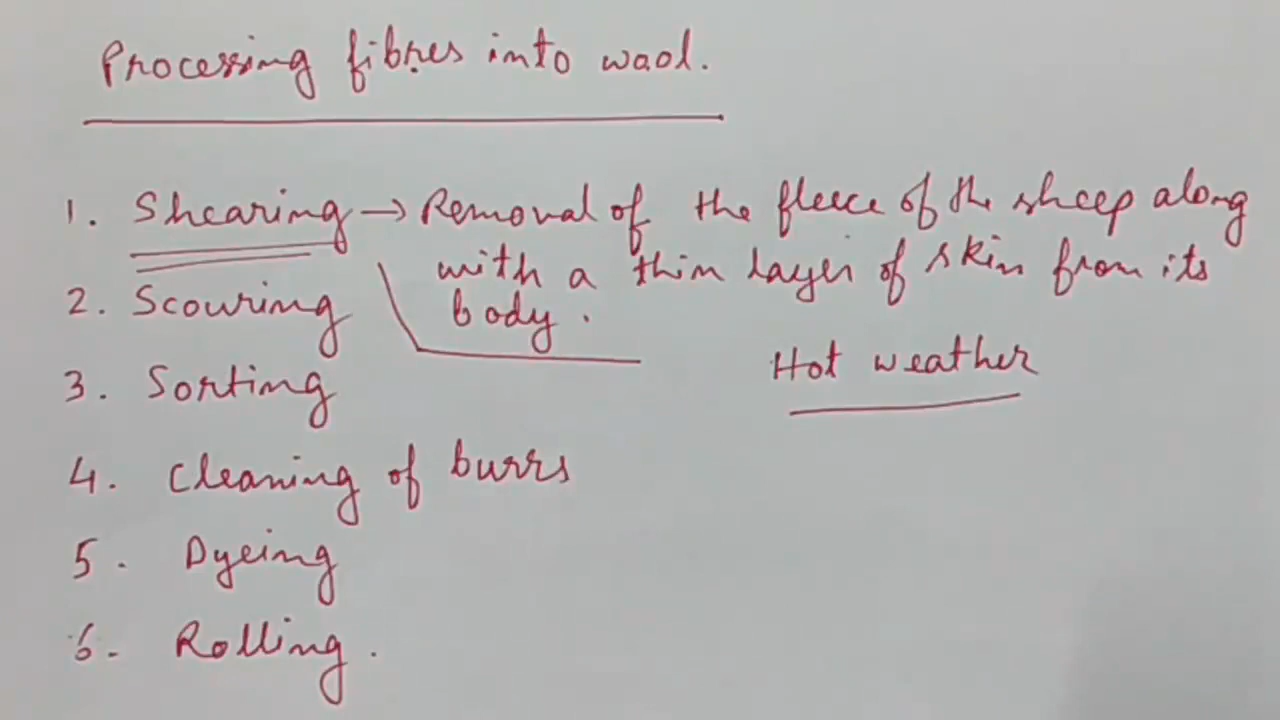 Processing fibres into wool.
1. Shearing → Removal of the fleece of the sheep along
with a thin layer of skin from its
body.
2. Scouring
Hot weather
3. Sorting
4. Cleaning of burrs
5. Dyeing
6. Rolling.